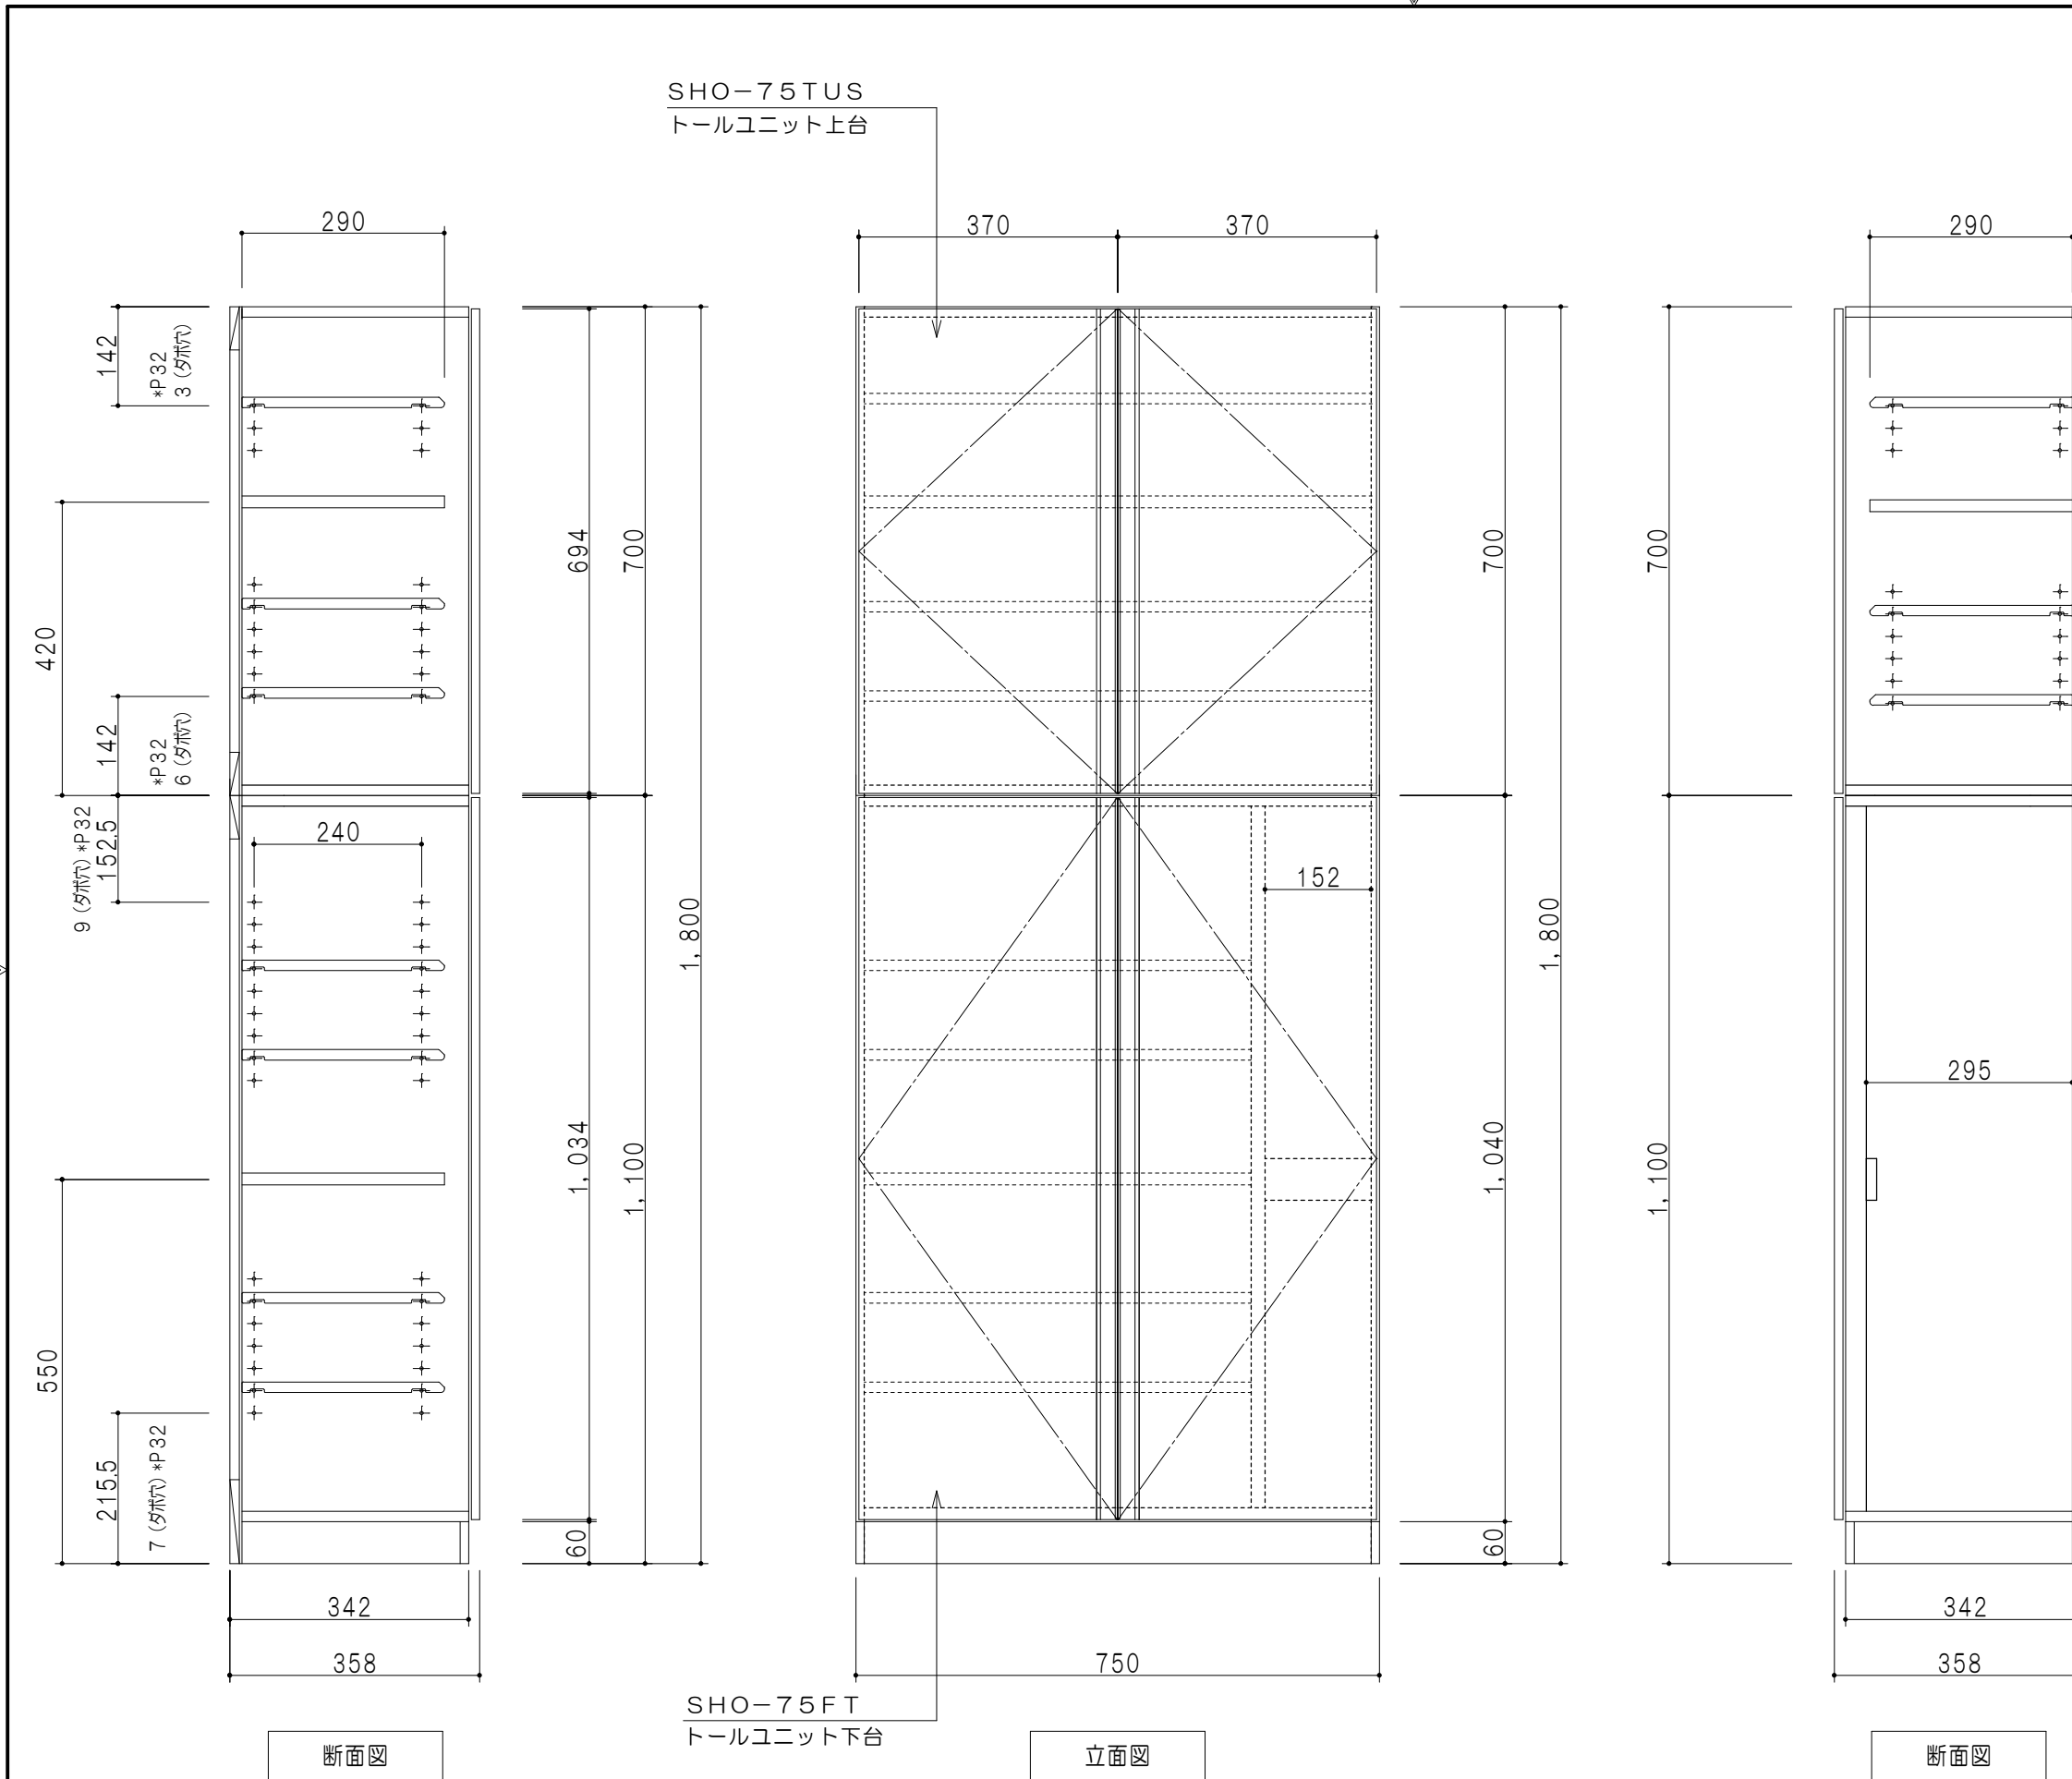 SHO-75TUS
トールユニット上台
290
370
370
290
142
*P32
3 (ダボ穴)
420
142
*P32
6 (ダボ穴)
694
700
1,800
700
1,800
700
9 (ダボ穴) *P32
152.5
240
152
550
215.5
7 (ダボ穴) *P32
1,034
1,100
60
1,040
60
1,100
295
342
358
750
342
358
SHO-75FT
トールユニット下台
断面図
立面図
断面図